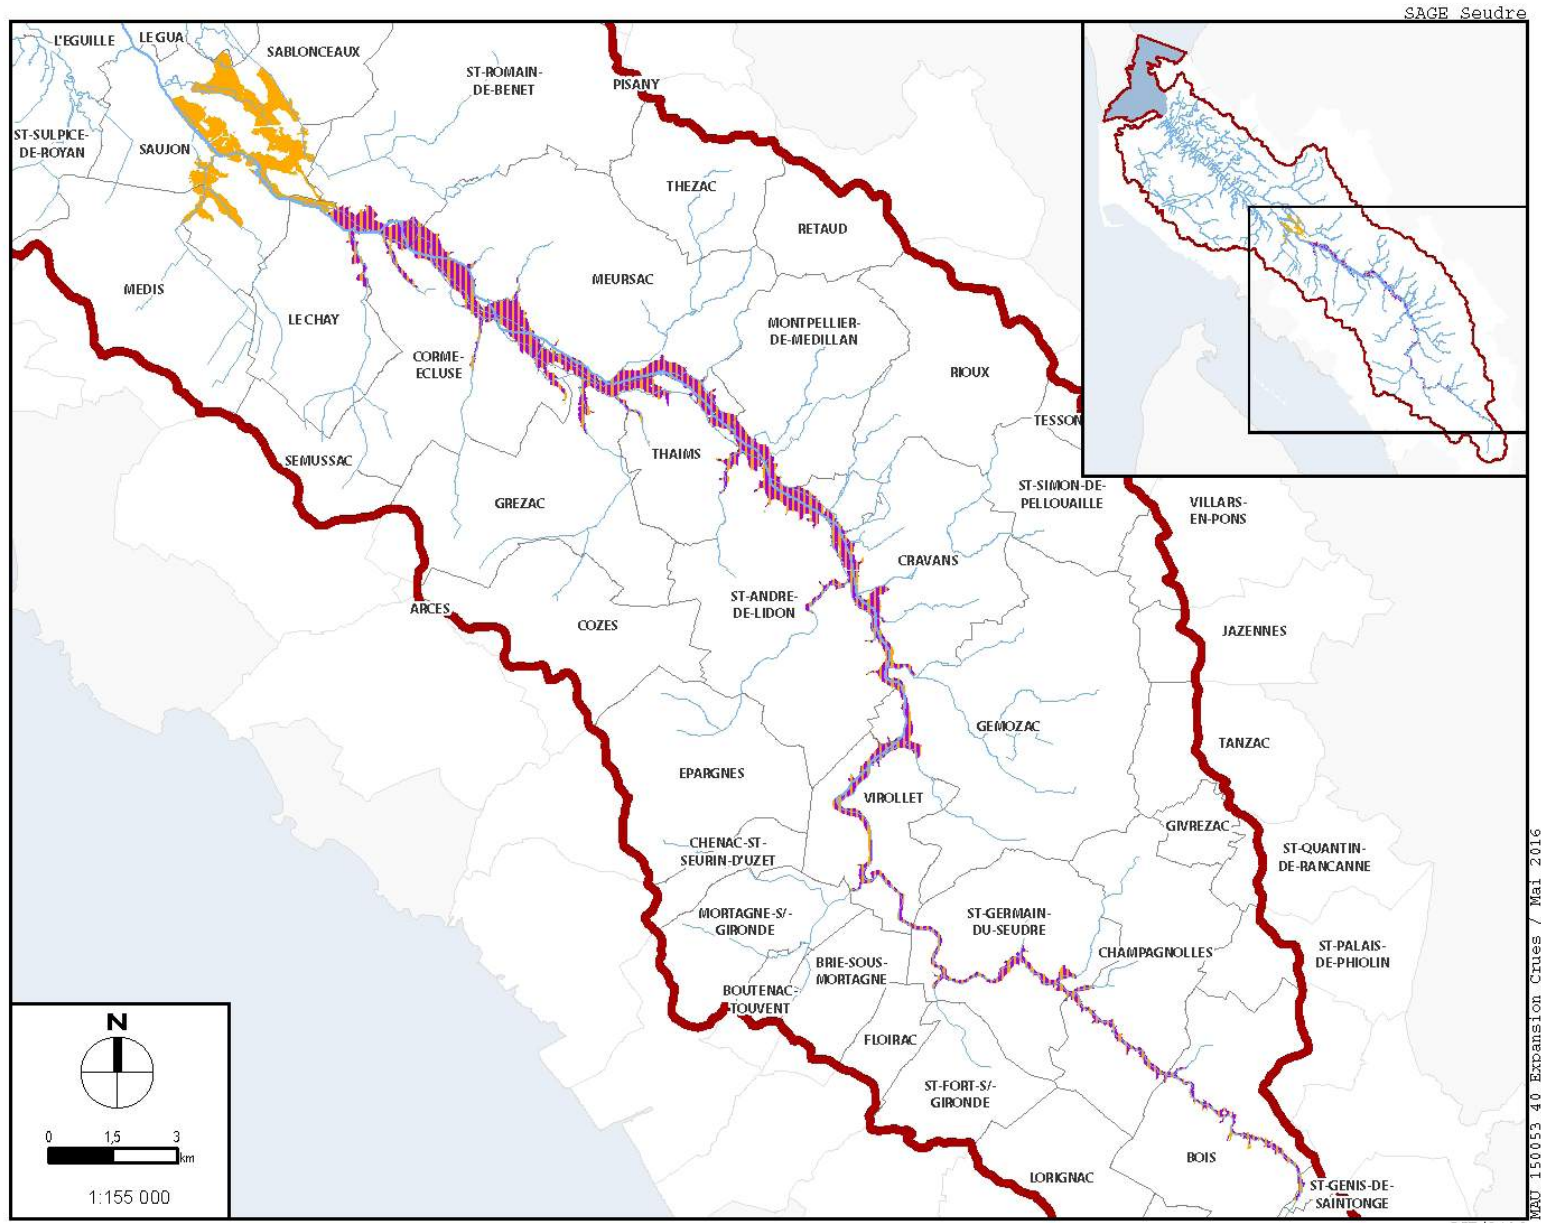 SAGE Seudre
L'EGUILLE
LE GUA
SABLONCEAUX
ST-ROMAIN-
DE-BENET
PISANY
ST-SULPICE-
DE-ROYAN
SAUJON
THEZAC
RETAUD
MEDIS
LE CHAY
MEURSAC
MONTPELLIER-
DE-MEDILLAN
CORME-
ECLUSE
RIOUX
TESSON
SEMUSSAC
THAIMS
GREZAC
ST-SIMON-DE-
PELLOUAILLE
VILLARS-
EN-PONS
CRAVANS
ST-ANDRE-
DE-LIDON
ARCES
COZES
JAZENNES
GEMOZAC
TANZAC
EPARGNES
VIROLLET
GIVREZAC
CHENAC-ST-
SEURIN-D'UZET
ST-QUANTIN-
DE-RANCANNE
MORTAGNE-S/-
GIRONDE
ST-GERMAIN-
DU-SEUDRE
CHAMPAGNOLLES
ST-PALAIS-
DE-PHIOLIN
BRIE-SOUS-
MORTAGNE
BOUTENAC-
TOUVENT
FLOIRAC
ST-FORT-S/-
GIRONDE
BOIS
LORIGNAC
ST-GENIS-DE-
SAINTONGE
N
0 1,5 3
km
1:155 000
MAU 150053 40 Expansion Crues / Mai 2016